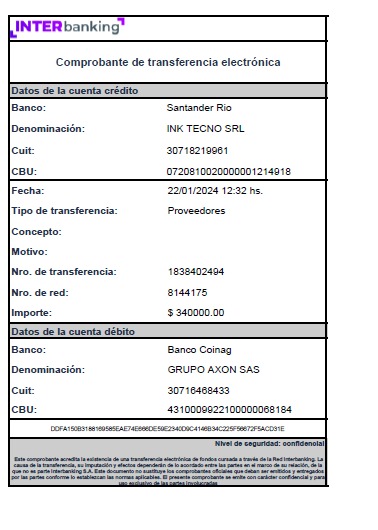 INTERbanking
Comprobante de transferencia electrónica
Datos de la cuenta crédito
Banco: Santander Rio
Denominación: INK TECNO SRL
Cuit: 30718219961
CBU: 0720810020000001214918
Fecha: 22/01/2024 12:32 hs.
Tipo de transferencia: Proveedores
Concepto:
Motivo:
Nro. de transferencia: 1838402494
Nro. de red: 8144175
Importe: $ 340000.00
Datos de la cuenta débito
Banco: Banco Coinag
Denominación: GRUPO AXON SAS
Cuit: 30716468433
CBU: 4310009922100000068184
Nivel de seguridad: confidencial
Este comprobante acredita la existencia de una transferencia electrónica de fondos cursada a través de la Red Interbanking. La
causa de la transferencia, su imputación y efectos dependerán de lo acordado entre las partes en el marco de su relación, de la
que no es parte Interbanking S.A. Este documento no sustituye los comprobantes oficiales que deban ser emitidos y entregados
por las partes conforme lo establezcan las normas aplicables. El presente comprobante se emite con carácter confidencial y para
uso exclusivo de las partes involucradas